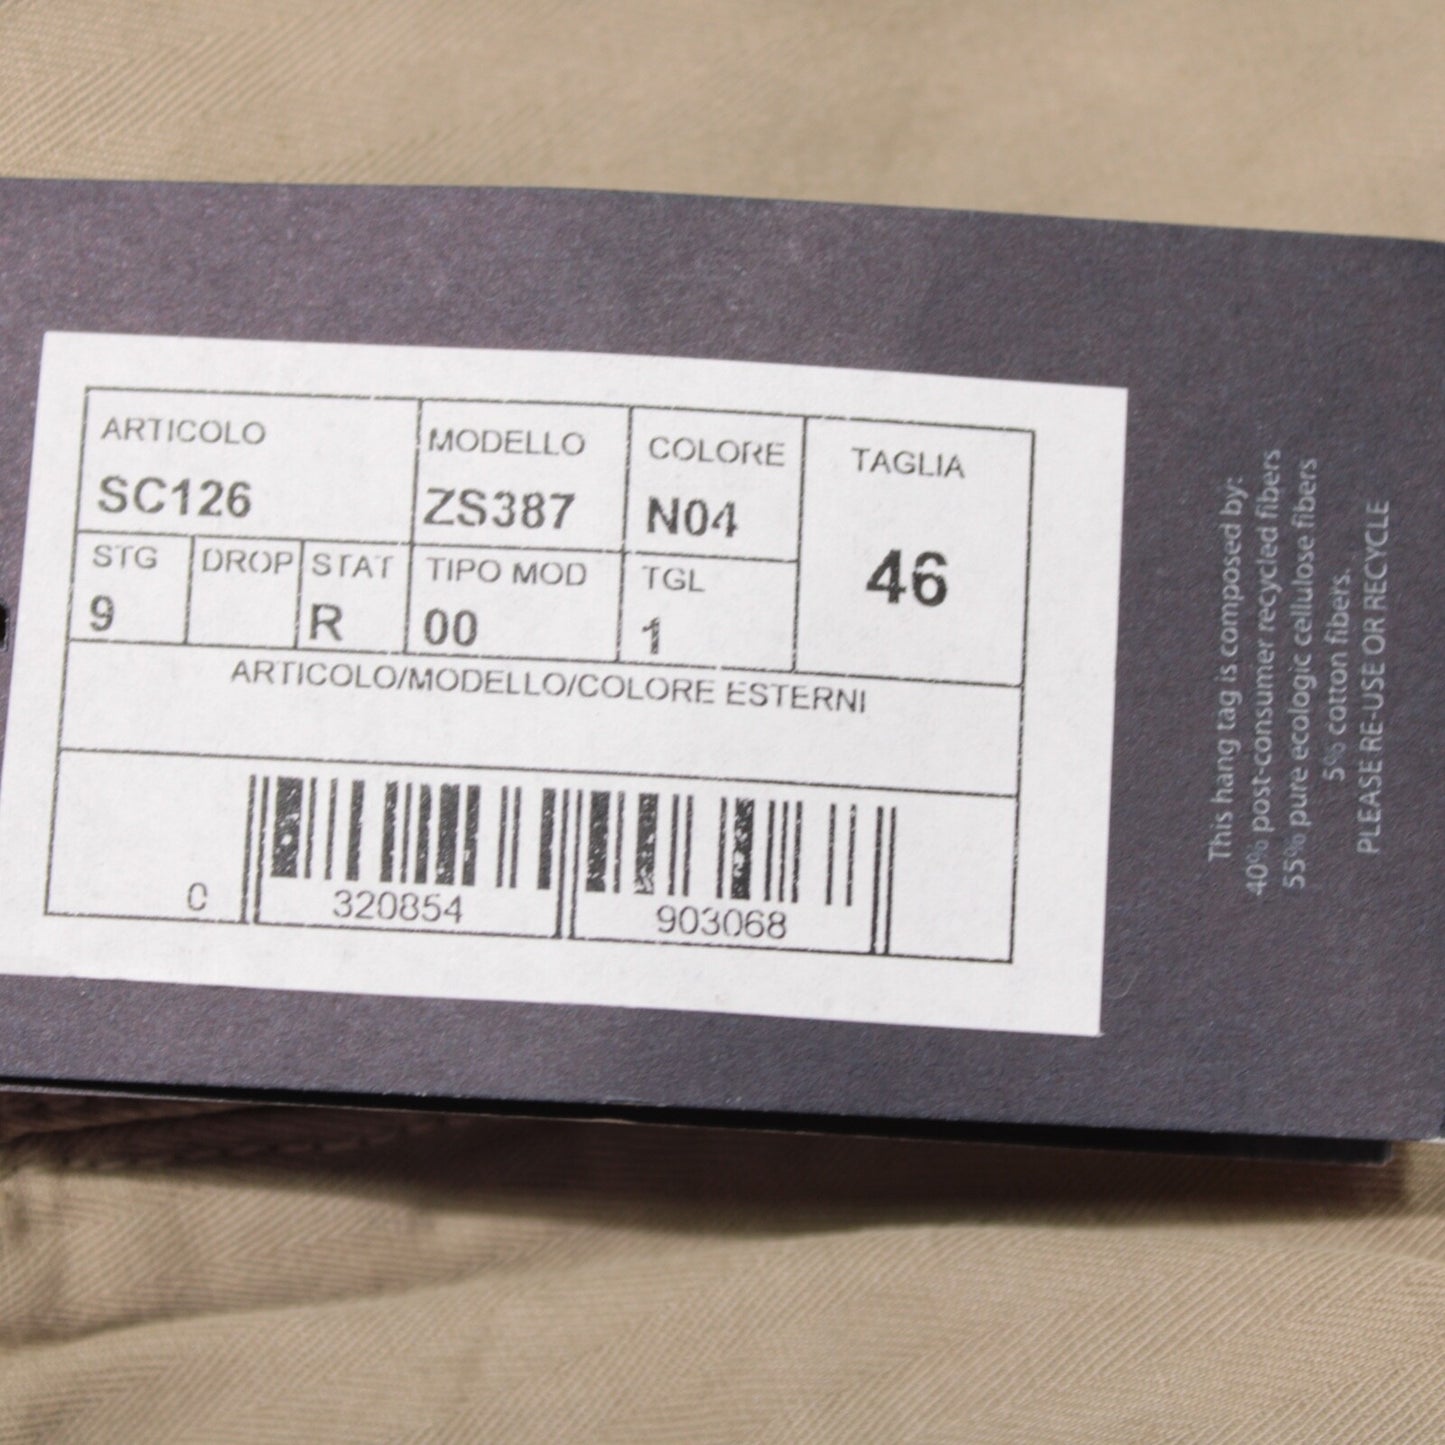 ARTICOLO MODELLO COLORE TAGLIA
SC126 ZS387 N04 46
STG DROP STAT TIPO MOD TGL
9 R 00 1
ARTICOLO/MODELLO/COLORE ESTERNI
0 320854 903068
This hang tag is composed by:
40% post-consumer recycled fibers
55% pure ecologic cellulose fibers
5% cotton fibers.
PLEASE RE-USE OR RECYCLE